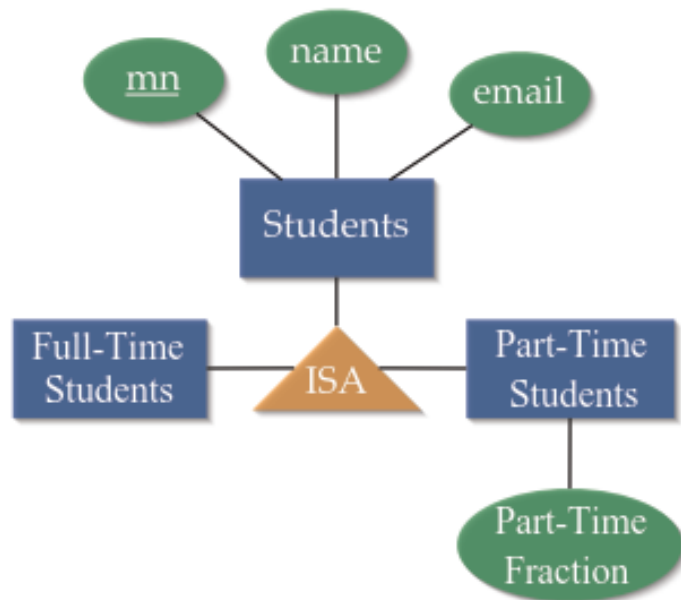 mn
name
email
Students
Full-Time
Students
ISA
Part-Time
Students
Part-Time
Fraction